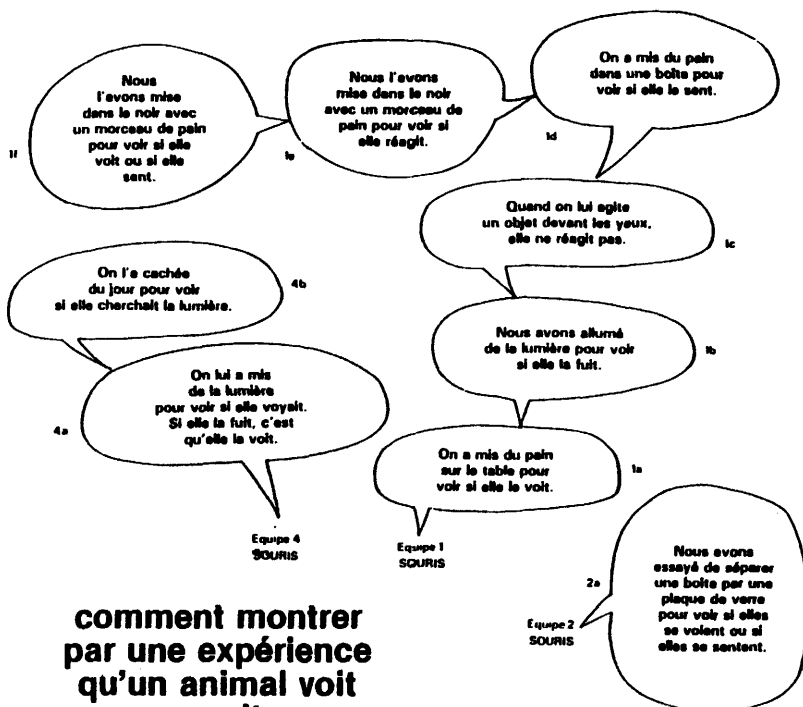 Nous
l'avons mise
dans le noir avec
un morceau de pain
pour voir si elle
voit ou si elle
sent.
1f
Nous l'avons
mise dans le noir
avec un morceau de
pain pour voir si
elle réagit.
1e
On a mis du pain
dans une boîte pour
voir si elle le sent.
1d
Quand on lui agite
un objet devant les yeux,
elle ne réagit pas.
1c
On l'a cachée
du jour pour voir
si elle cherchait la lumière.
4b
Nous avons allumé
de la lumière pour voir
si elle la fuit.
1b
On lui a mis
de la lumière
pour voir si elle voyait.
Si elle la fuit, c'est
qu'elle la voit.
4a
On a mis du pain
sur le table pour
voir si elle le voit.
1a
Equipe 4
SOURIS
Equipe 1
SOURIS
Nous avons
essayé de séparer
une boîte par une
plaque de verre
pour voir si elles
se voient ou si
elles se sentent.
2a
Equipe 2
SOURIS
comment montrer
par une expérience
qu'un animal voit